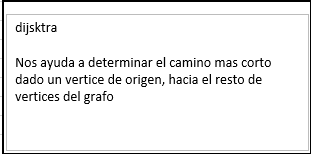 dijsktra
Nos ayuda a determinar el camino mas corto
dado un vertice de origen, hacia el resto de
vertices del grafo